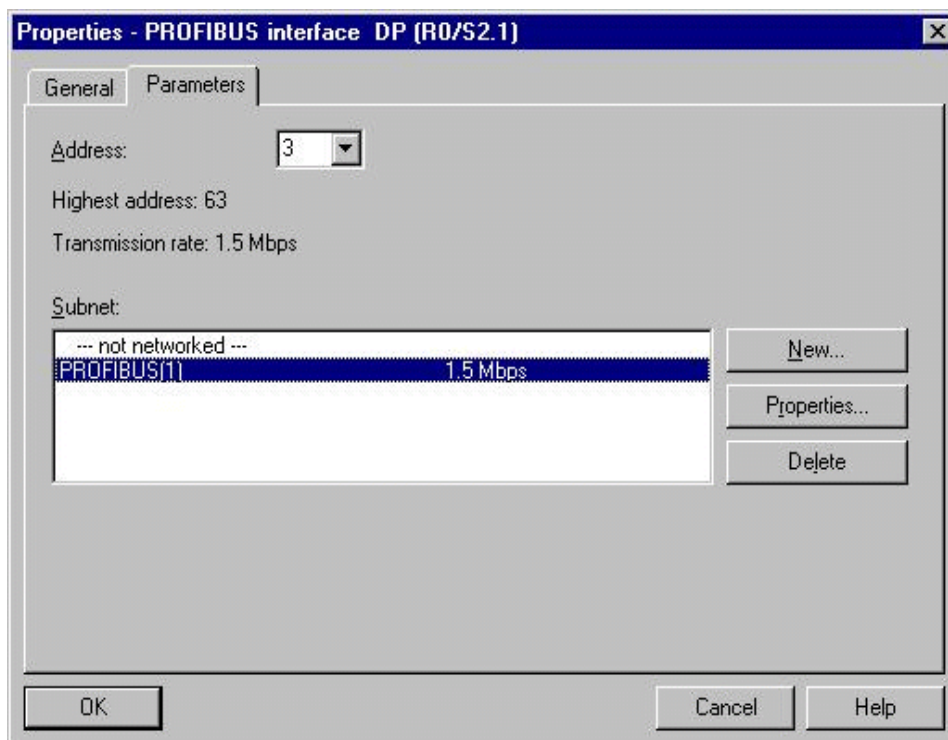 Properties - PROFIBUS interface DP (R0/S2.1)
General Parameters
Address: 3
Highest address: 63
Transmission rate: 1.5 Mbps
Subnet:
--- not networked ---
PROFIBUS(1) 1.5 Mbps
New...
Properties...
Delete
OK Cancel Help